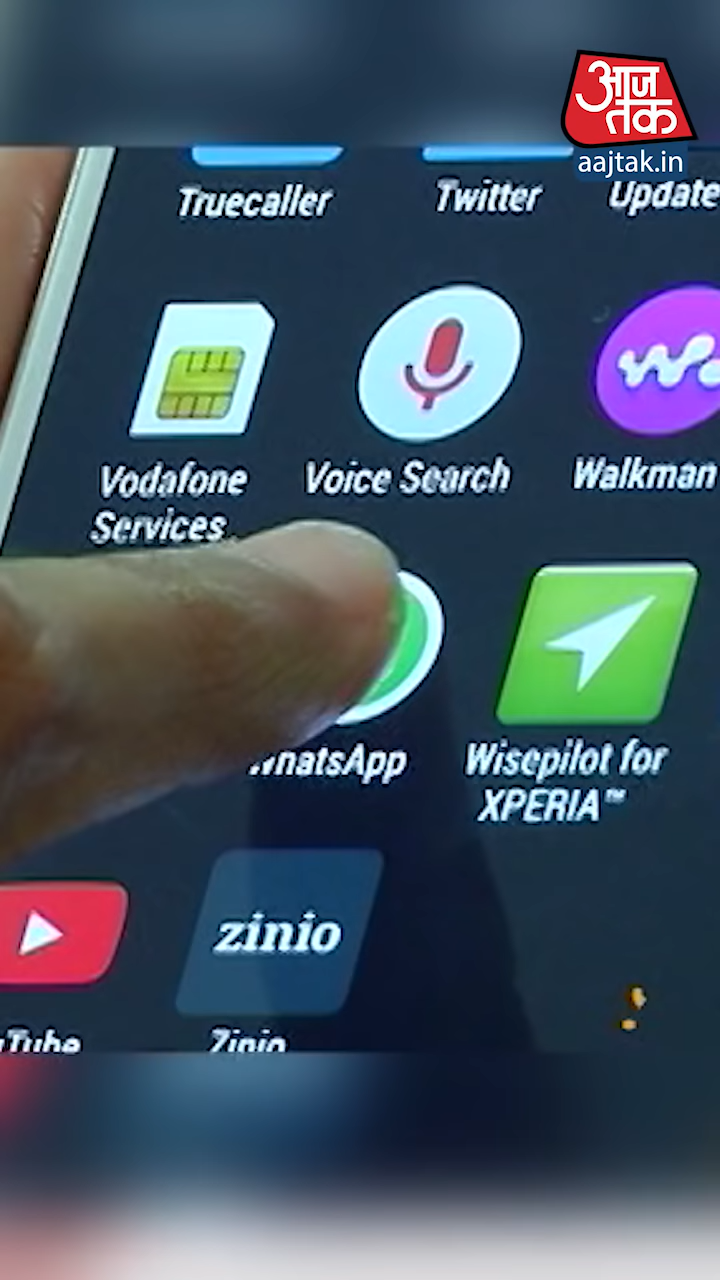 आज
तक
aajtak.in
Truecaller
Twitter
Update
Vodafone
Services
Voice Search
Walkman
WhatsApp
Wisepilot for
XPERIA™
zinio
Zinio